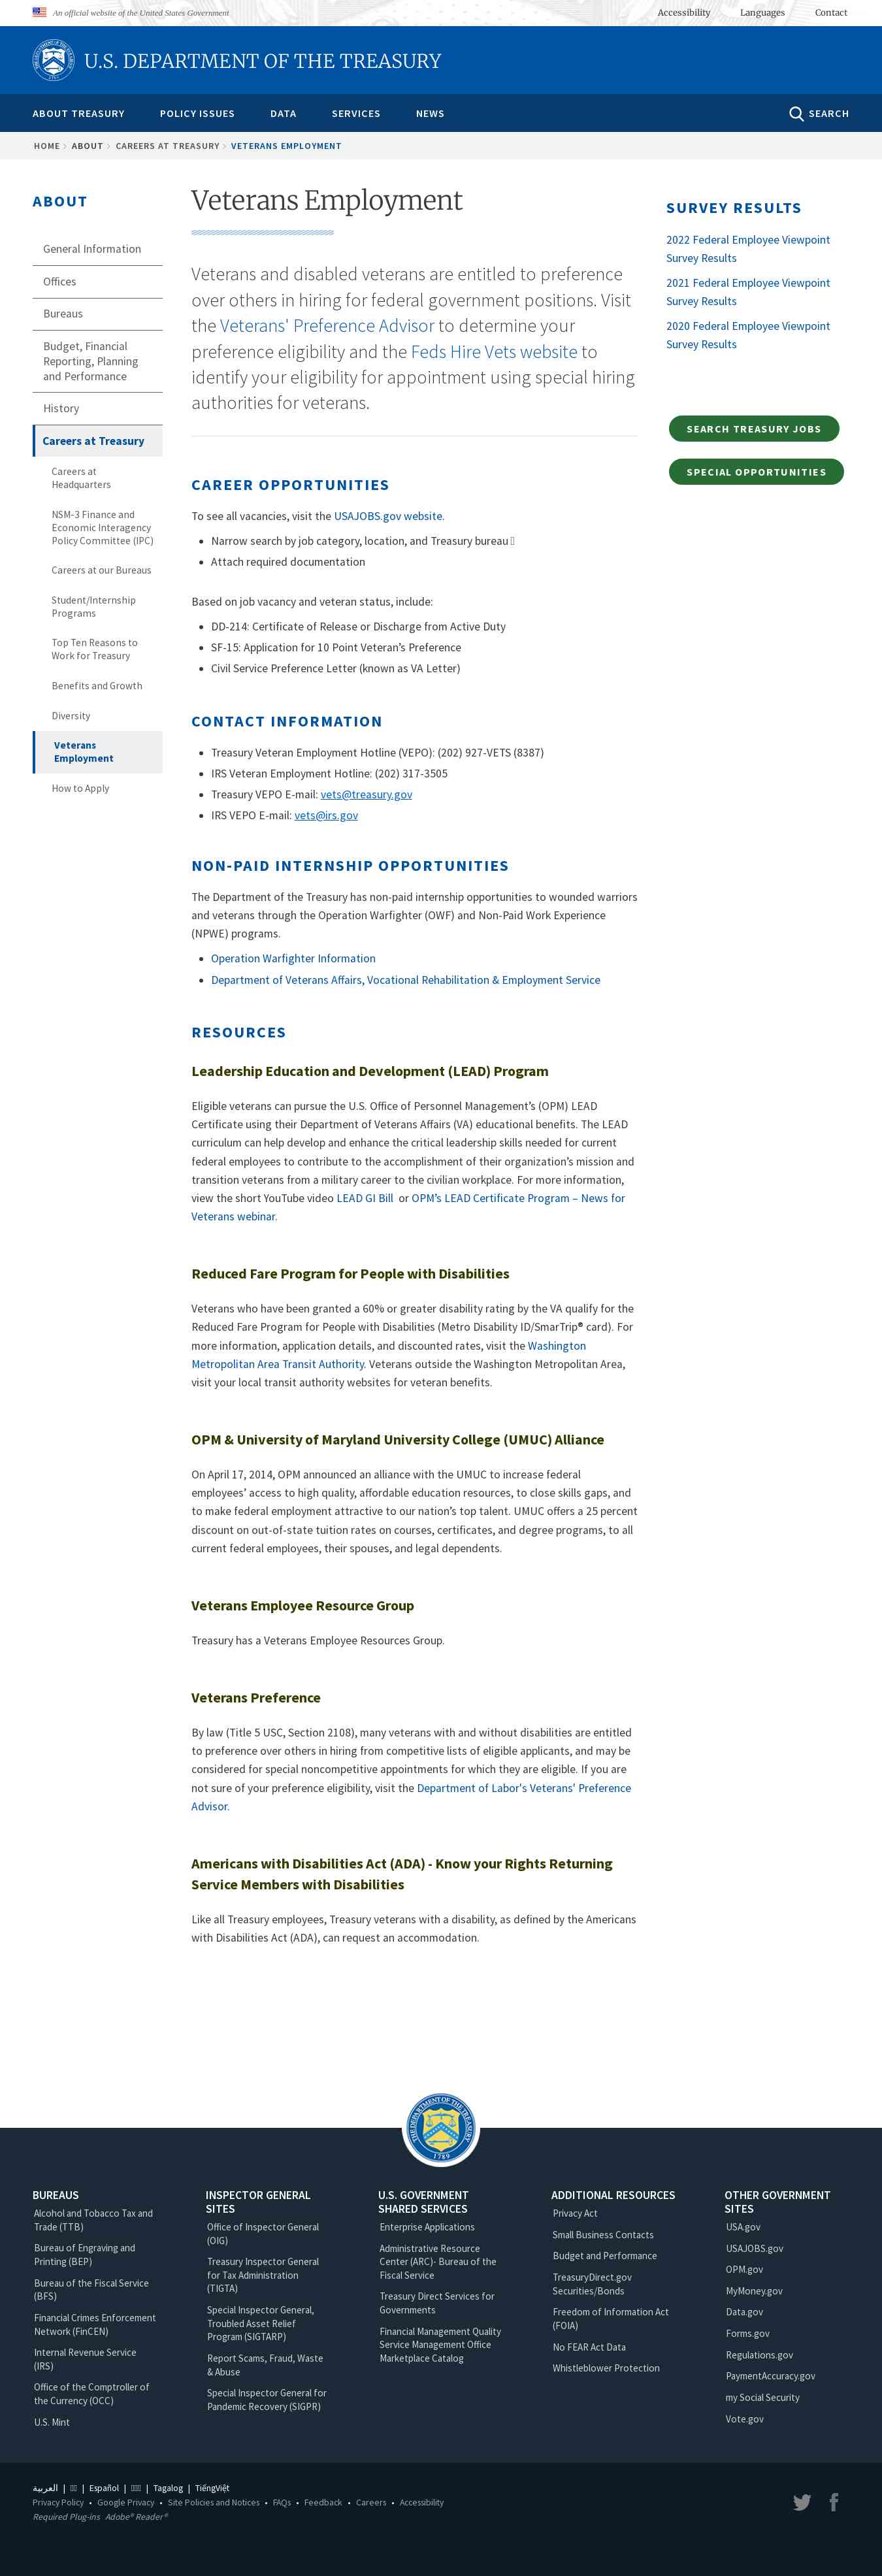 An official website of the United States Government
Accessibility
Languages
Contact
U.S. DEPARTMENT OF THE TREASURY
ABOUT TREASURY
POLICY ISSUES
DATA
SERVICES
NEWS
SEARCH
HOME
ABOUT
CAREERS AT TREASURY
VETERANS EMPLOYMENT
ABOUT
General Information
Offices
Bureaus
Budget, Financial
Reporting, Planning
and Performance
History
Careers at Treasury
Careers at
Headquarters
NSM-3 Finance and
Economic Interagency
Policy Committee (IPC)
Careers at our Bureaus
Student/Internship
Programs
Top Ten Reasons to
Work for Treasury
Benefits and Growth
Diversity
Veterans
Employment
How to Apply
Veterans Employment
Veterans and disabled veterans are entitled to preference
over others in hiring for federal government positions. Visit
the Veterans' Preference Advisor to determine your
preference eligibility and the Feds Hire Vets website to
identify your eligibility for appointment using special hiring
authorities for veterans.
CAREER OPPORTUNITIES
To see all vacancies, visit the USAJOBS.gov website.
• Narrow search by job category, location, and Treasury bureau
• Attach required documentation
Based on job vacancy and veteran status, include:
• DD-214: Certificate of Release or Discharge from Active Duty
• SF-15: Application for 10 Point Veteran’s Preference
• Civil Service Preference Letter (known as VA Letter)
CONTACT INFORMATION
• Treasury Veteran Employment Hotline (VEPO): (202) 927-VETS (8387)
• IRS Veteran Employment Hotline: (202) 317-3505
• Treasury VEPO E-mail: vets@treasury.gov
• IRS VEPO E-mail: vets@irs.gov
NON-PAID INTERNSHIP OPPORTUNITIES
The Department of the Treasury has non-paid internship opportunities to wounded warriors
and veterans through the Operation Warfighter (OWF) and Non-Paid Work Experience
(NPWE) programs.
• Operation Warfighter Information
• Department of Veterans Affairs, Vocational Rehabilitation & Employment Service
RESOURCES
Leadership Education and Development (LEAD) Program
Eligible veterans can pursue the U.S. Office of Personnel Management’s (OPM) LEAD
Certificate using their Department of Veterans Affairs (VA) educational benefits. The LEAD
curriculum can help develop and enhance the critical leadership skills needed for current
federal employees to contribute to the accomplishment of their organization’s mission and
transition veterans from a military career to the civilian workplace. For more information,
view the short YouTube video LEAD GI Bill or OPM’s LEAD Certificate Program – News for
Veterans webinar.
Reduced Fare Program for People with Disabilities
Veterans who have been granted a 60% or greater disability rating by the VA qualify for the
Reduced Fare Program for People with Disabilities (Metro Disability ID/SmarTrip® card). For
more information, application details, and discounted rates, visit the Washington
Metropolitan Area Transit Authority. Veterans outside the Washington Metropolitan Area,
visit your local transit authority websites for veteran benefits.
OPM & University of Maryland University College (UMUC) Alliance
On April 17, 2014, OPM announced an alliance with the UMUC to increase federal
employees’ access to high quality, affordable education resources, to close skills gaps, and
to make federal employment attractive to our nation’s top talent. UMUC offers a 25 percent
discount on out-of-state tuition rates on courses, certificates, and degree programs, to all
current federal employees, their spouses, and legal dependents.
Veterans Employee Resource Group
Treasury has a Veterans Employee Resources Group.
Veterans Preference
By law (Title 5 USC, Section 2108), many veterans with and without disabilities are entitled
to preference over others in hiring from competitive lists of eligible applicants, and may be
considered for special noncompetitive appointments for which they are eligible. If you are
not sure of your preference eligibility, visit the Department of Labor's Veterans' Preference
Advisor.
Americans with Disabilities Act (ADA) - Know your Rights Returning
Service Members with Disabilities
Like all Treasury employees, Treasury veterans with a disability, as defined by the Americans
with Disabilities Act (ADA), can request an accommodation.
SURVEY RESULTS
2022 Federal Employee Viewpoint
Survey Results
2021 Federal Employee Viewpoint
Survey Results
2020 Federal Employee Viewpoint
Survey Results
SEARCH TREASURY JOBS
SPECIAL OPPORTUNITIES
THE DEPARTMENT OF THE TREASURY
1789
BUREAUS
Alcohol and Tobacco Tax and
Trade (TTB)
Bureau of Engraving and
Printing (BEP)
Bureau of the Fiscal Service
(BFS)
Financial Crimes Enforcement
Network (FinCEN)
Internal Revenue Service
(IRS)
Office of the Comptroller of
the Currency (OCC)
U.S. Mint
INSPECTOR GENERAL
SITES
Office of Inspector General
(OIG)
Treasury Inspector General
for Tax Administration
(TIGTA)
Special Inspector General,
Troubled Asset Relief
Program (SIGTARP)
Report Scams, Fraud, Waste
& Abuse
Special Inspector General for
Pandemic Recovery (SIGPR)
U.S. GOVERNMENT
SHARED SERVICES
Enterprise Applications
Administrative Resource
Center (ARC)- Bureau of the
Fiscal Service
Treasury Direct Services for
Governments
Financial Management Quality
Service Management Office
Marketplace Catalog
ADDITIONAL RESOURCES
Privacy Act
Small Business Contacts
Budget and Performance
TreasuryDirect.gov
Securities/Bonds
Freedom of Information Act
(FOIA)
No FEAR Act Data
Whistleblower Protection
OTHER GOVERNMENT
SITES
USA.gov
USAJOBS.gov
OPM.gov
MyMoney.gov
Data.gov
Forms.gov
Regulations.gov
PaymentAccuracy.gov
my Social Security
Vote.gov
العربية | | Español | | Tagalog | TiếngViệt
Privacy Policy • Google Privacy • Site Policies and Notices • FAQs • Feedback • Careers • Accessibility
Required Plug-ins Adobe® Reader®